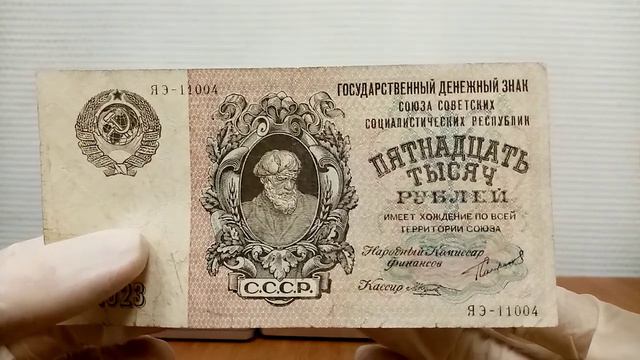 ЯЭ-11004
ГОСУДАРСТВЕННЫЙ ДЕНЕЖНЫЙ ЗНАК
СОЮЗА СОВЕТСКИХ
СОЦИАЛИСТИЧЕСКИХ РЕСПУБЛИК
ПЯТНАДЦАТЬ
ТЫСЯЧ
РУБЛЕЙ
ИМЕЕТ ХОЖДЕНИЕ ПО ВСЕЙ
ТЕРРИТОРИИ СОЮЗА
Народный Комиссар
Финансов
Кассир
С.С.С.Р.
923
ЯЭ-11004